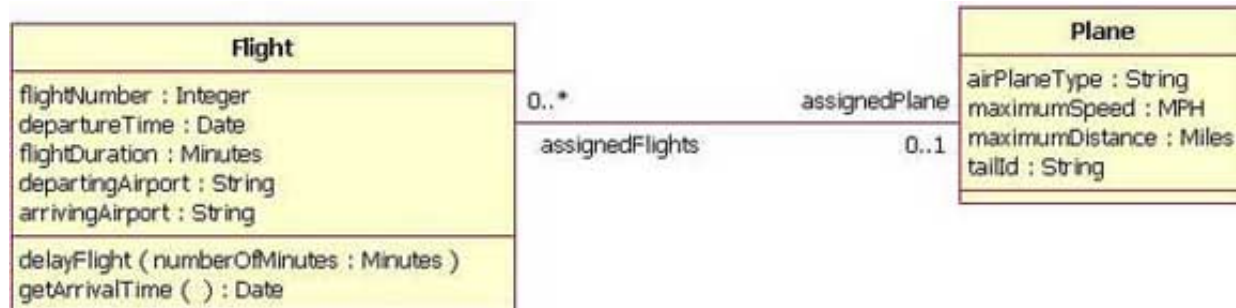 Flight
flightNumber : Integer
departureTime : Date
flightDuration : Minutes
departingAirport : String
arrivingAirport : String
delayFlight ( numberOfMinutes : Minutes )
getArrivalTime ( ) : Date
0..*
assignedFlights
assignedPlane
0..1
Plane
airPlaneType : String
maximumSpeed : MPH
maximumDistance : Miles
tailId : String